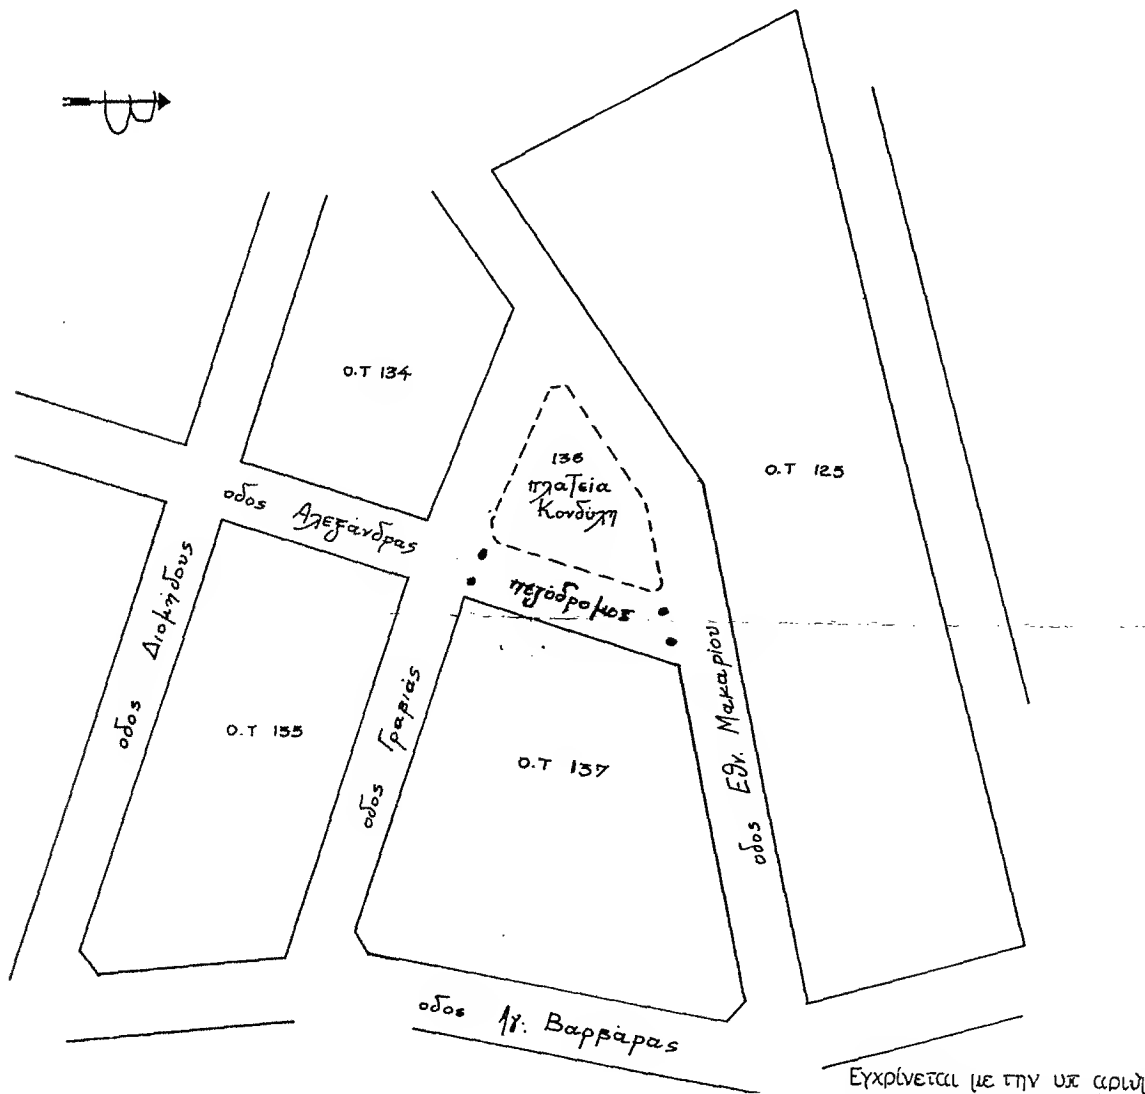 Ο.Τ 134
136
πλατεία
Κονδύλη
Ο.Τ 125
οδος Αλεξάνδρας
πεζόδρομος
οδος Διομήδους
Ο.Τ 135
οδος Γραβιάς
Ο.Τ 137
οδος Εθν. Μακαρίου
οδος Αγ. Βαρβάρας
Εγκρίνεται με την υπ